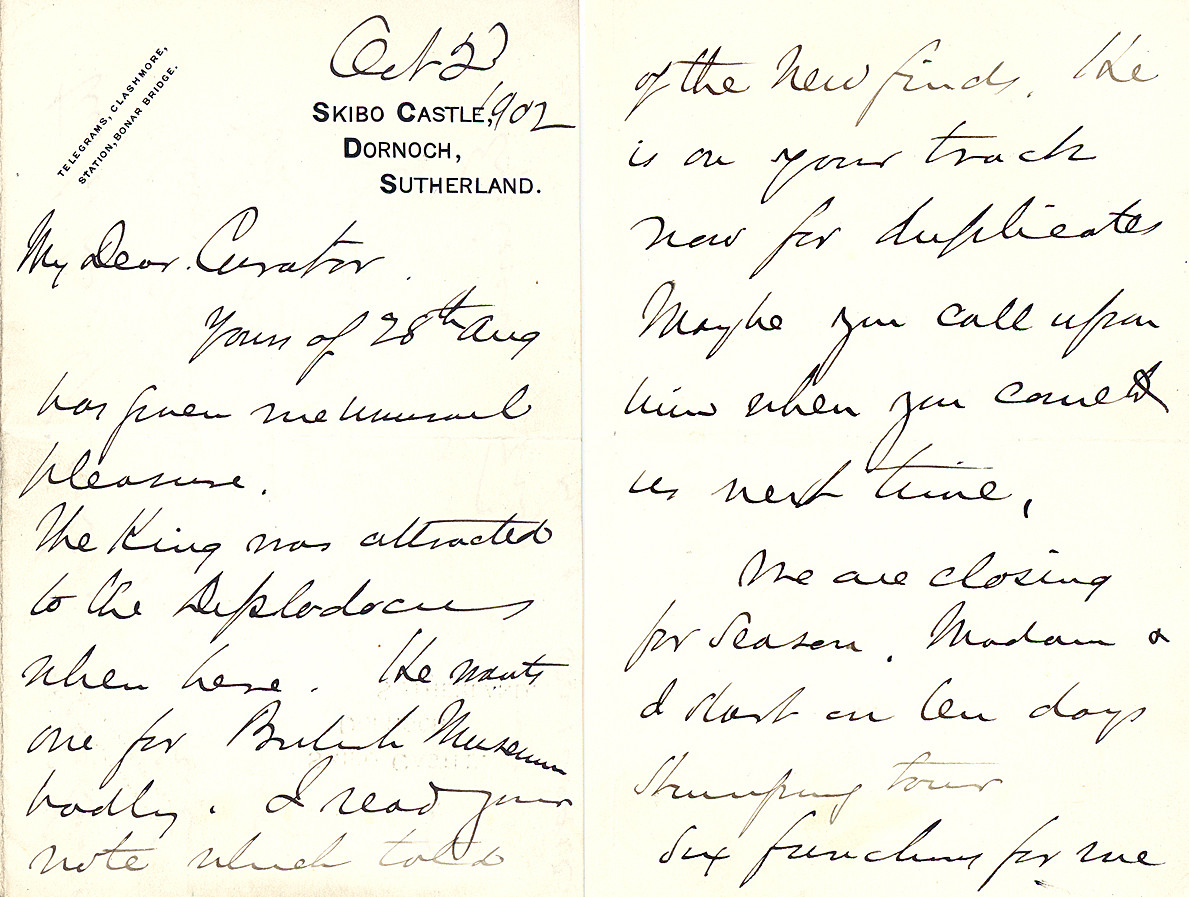 TELEGRAMS, CLASHMORE,
STATION, BONAR BRIDGE.
Oct 2
SKIBO CASTLE, 1902
DORNOCH,
SUTHERLAND.
My Dear Curator
Yours of 28th Aug
has given me unusual
pleasure.
The King was attracted
to the Diplodocus
when here. He wants
one for British Museum
badly. I read your
note which told
of the new finds. He
is on your track
now for duplicates
Maybe you call upon
him when you come to
us next time,
We are closing
for Season. Madam &
I start on ten days
stumping tour
Six functions for me